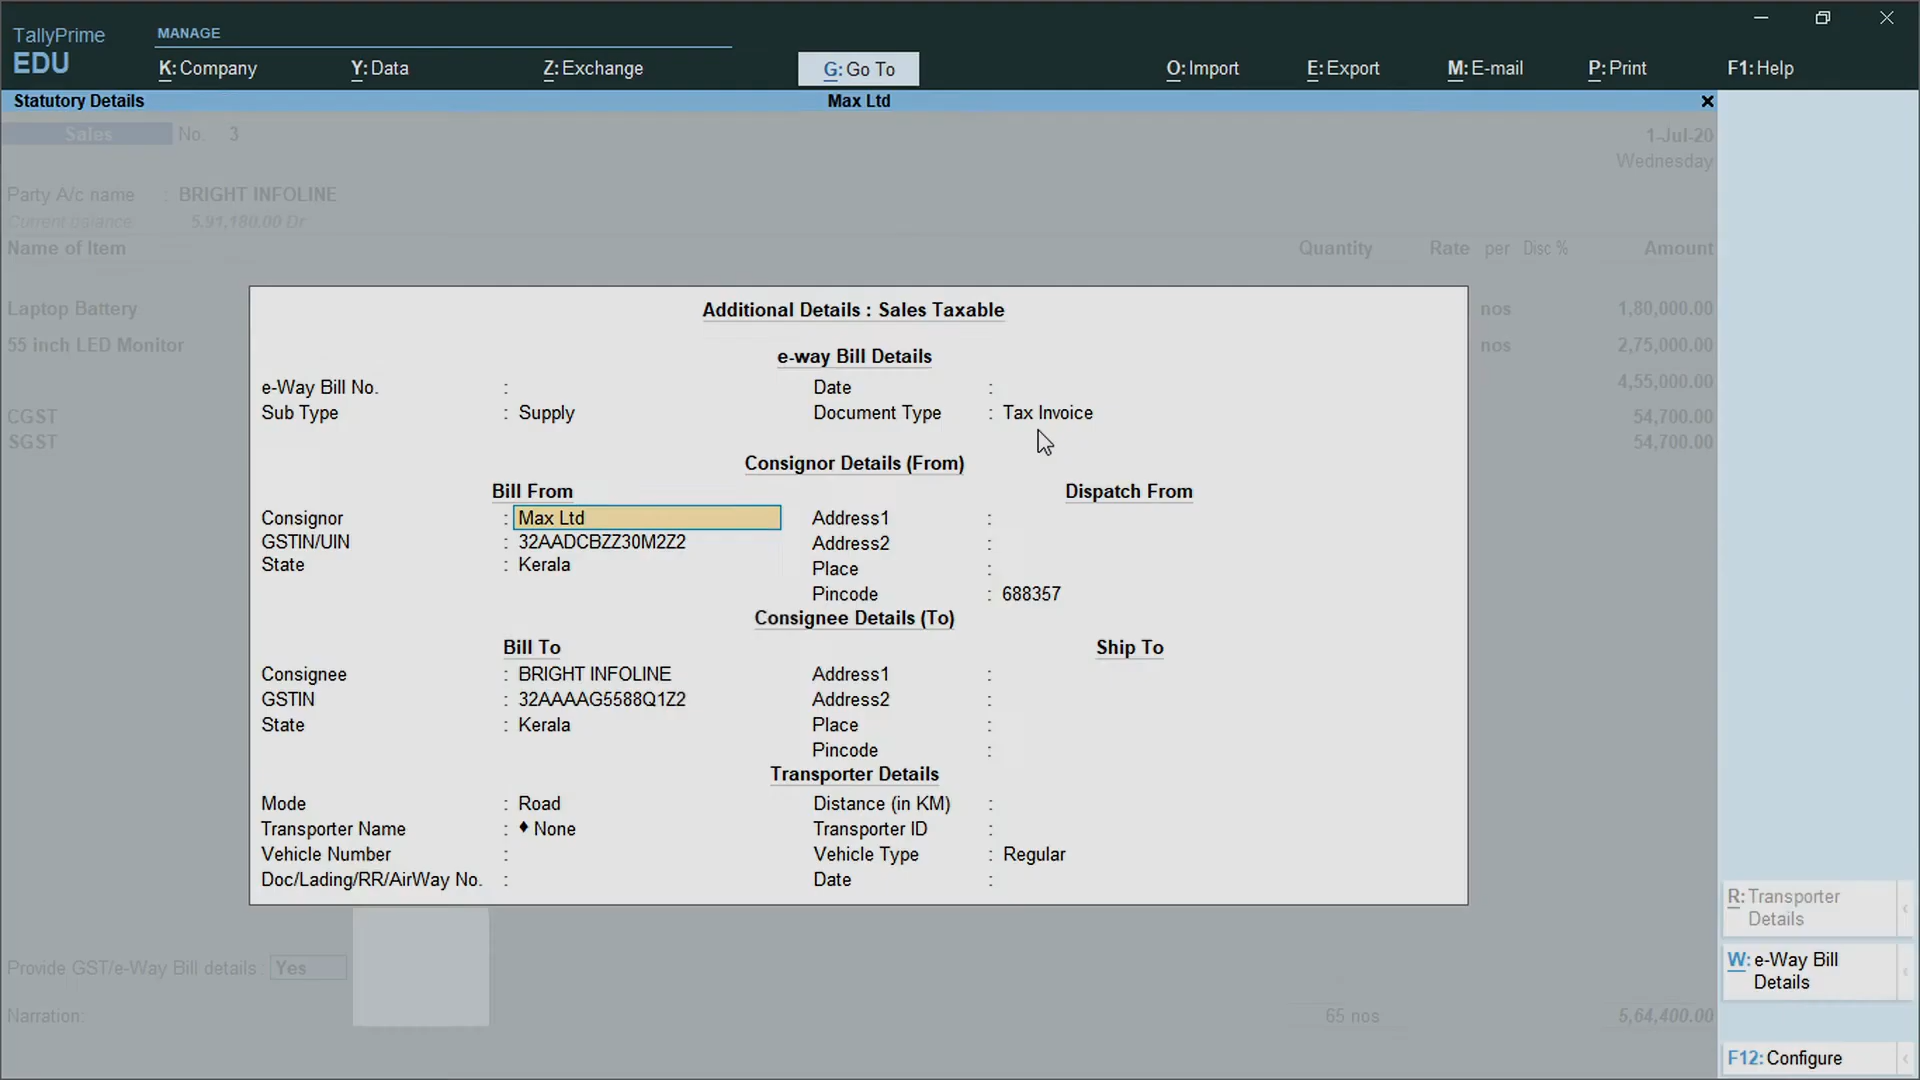 TallyPrime
EDU
MANAGE
K: Company Y: Data Z: Exchange G: Go To O: Import E: Export M: E-mail P: Print F1: Help
Statutory Details Max Ltd ×
Sales No. 3 1-Jul-20
Wednesday
Party A/c name : BRIGHT INFOLINE
Current balance 5,91,180.00 Dr
Name of Item Quantity Rate per Disc % Amount
Laptop Battery nos 1,80,000.00
55 inch LED Monitor nos 2,75,000.00
4,55,000.00
CGST 54,700.00
SGST 54,700.00
Additional Details : Sales Taxable
e-way Bill Details
e-Way Bill No. : Date :
Sub Type : Supply Document Type : Tax Invoice
Consignor Details (From)
Bill From Dispatch From
Consignor : Max Ltd Address1 :
GSTIN/UIN : 32AADCBZZ30M2Z2 Address2 :
State : Kerala Place :
Pincode : 688357
Consignee Details (To)
Bill To Ship To
Consignee : BRIGHT INFOLINE Address1 :
GSTIN : 32AAAAG5588Q1Z2 Address2 :
State : Kerala Place :
Pincode :
Transporter Details
Mode : Road Distance (in KM) :
Transporter Name : ♦ None Transporter ID :
Vehicle Number : Vehicle Type : Regular
Doc/Lading/RR/AirWay No. : Date :
Provide GST/e-Way Bill details : Yes
Narration:
65 nos 5,64,400.00
R: Transporter
Details
W: e-Way Bill
Details
F12: Configure